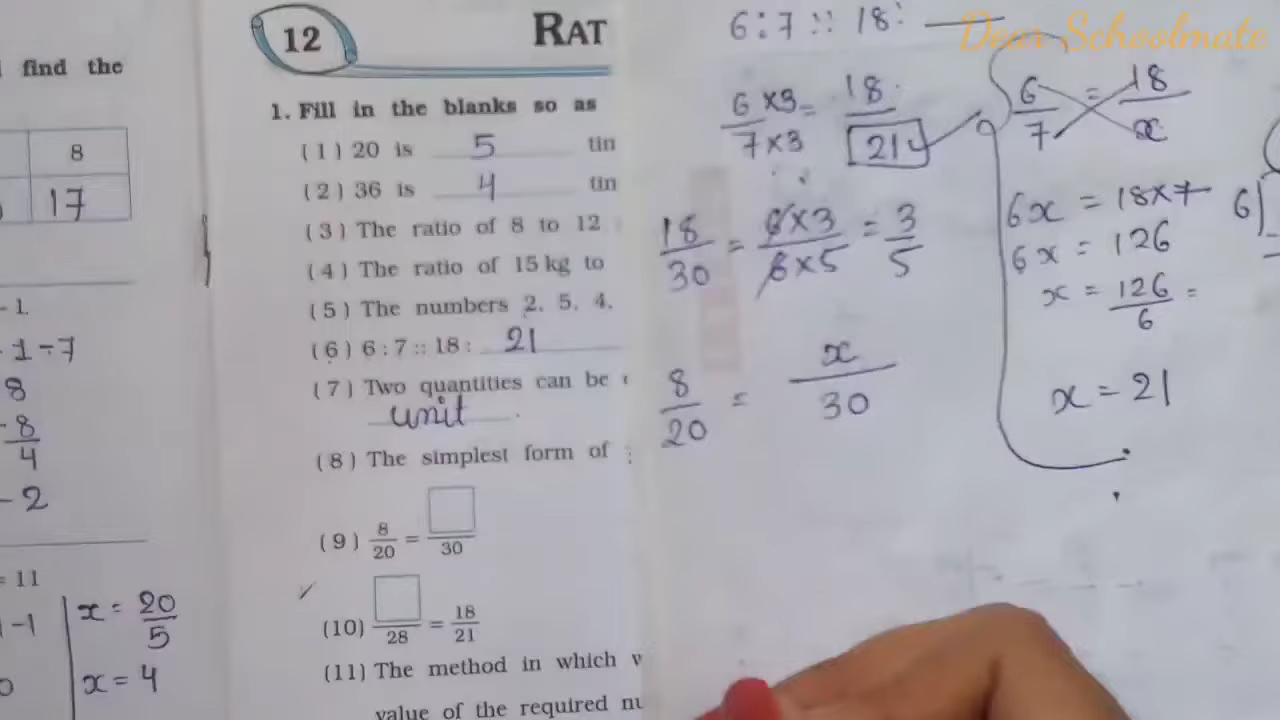 find the
8
17
- 1.
1 ÷ 7
8
8/4
- 2
= 11
- 1
x = 20/5
x = 4
12
RAT
1. Fill in the blanks so as
(1) 20 is 5 tin
(2) 36 is 4 tin
(3) The ratio of 8 to 12
(4) The ratio of 15 kg to
(5) The numbers 2, 5, 4,
(6) 6 : 7 :: 18 : 21
(7) Two quantities can be
unit .
(8) The simplest form of
(9) 8/20 = □/30
(10) □/28 = 18/21
(11) The method in which
value of the required
6 : 7 :: 18 :
Dear Schoolmate
6 × 3 / 7 × 3 = 18 / 21
18/30 = 6 × 3 / 6 × 5 = 3/5
8/20 = x/30
6/7 = 18/x
6x = 18 × 7
6x = 126
x = 126/6 =
x = 21
6)